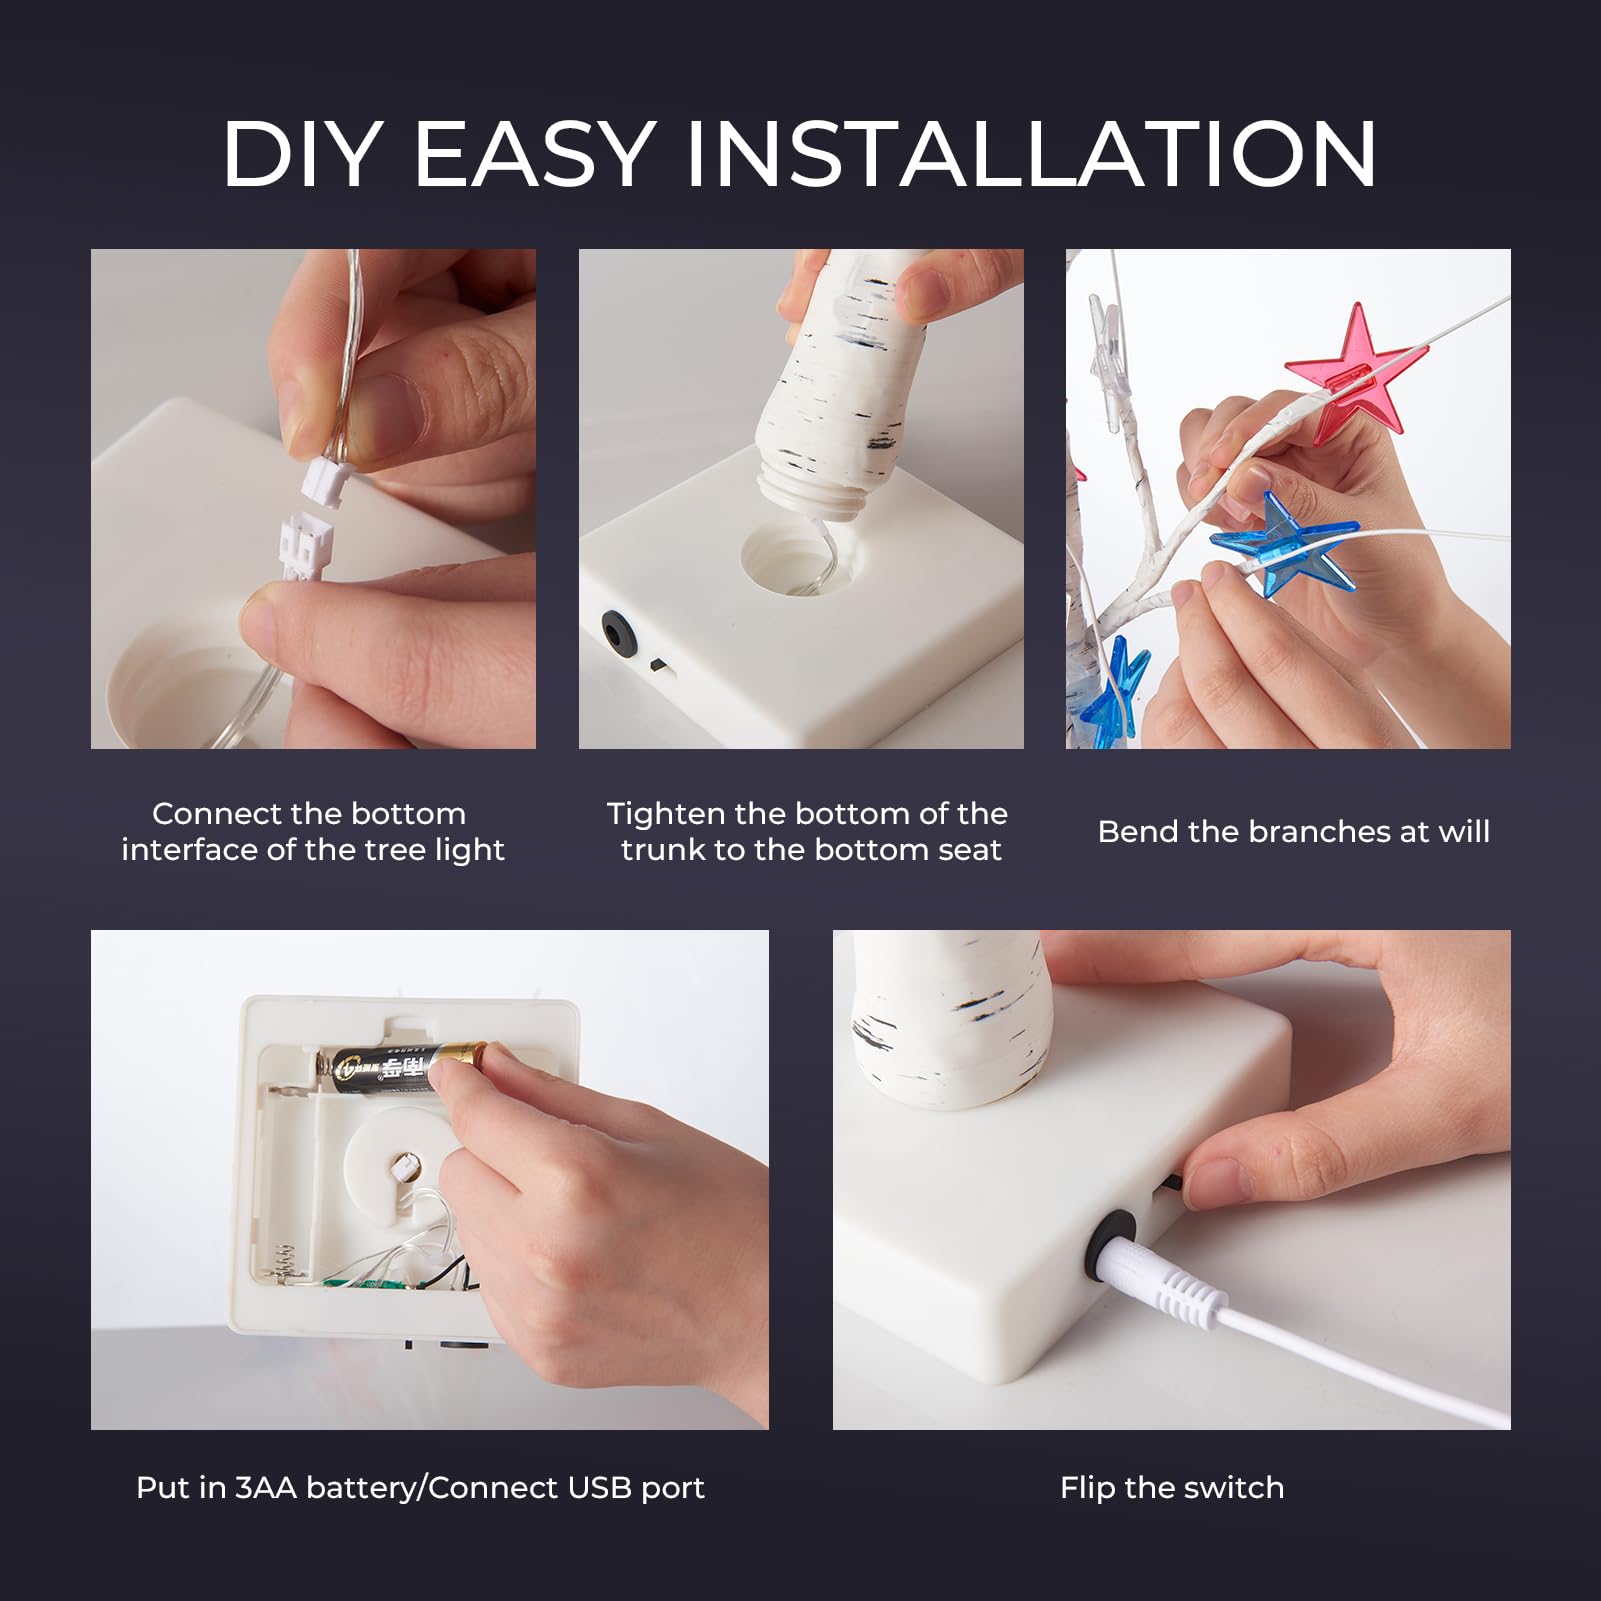 DIY EASY INSTALLATION
Connect the bottom
interface of the tree light
Tighten the bottom of the
trunk to the bottom seat
Bend the branches at will
Put in 3AA battery/Connect USB port
Flip the switch